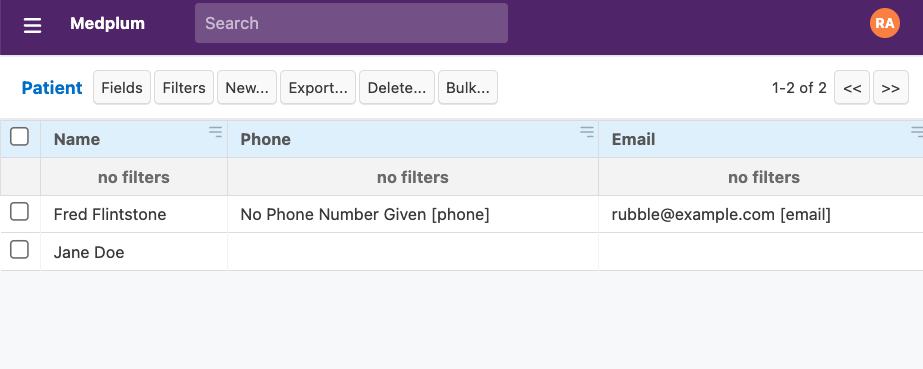 Medplum Search RA
Patient Fields Filters New... Export... Delete... Bulk... 1-2 of 2 << >>
Name Phone Email
no filters no filters no filters
Fred Flintstone No Phone Number Given [phone] rubble@example.com [email]
Jane Doe